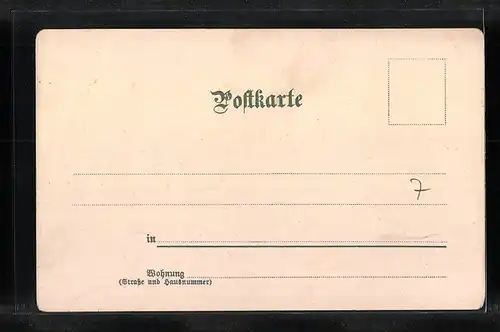 Postkarte
7
in
Wohnung
(Straße und Hausnummer)